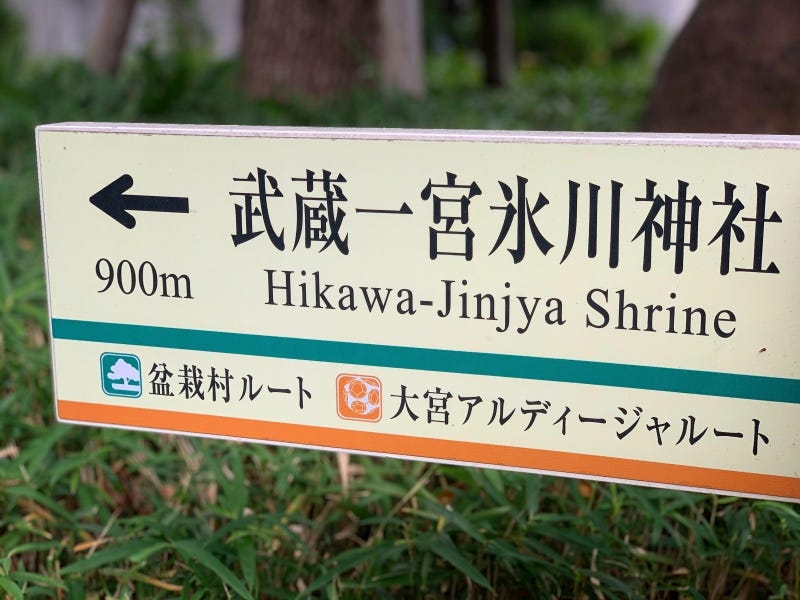 武蔵一宮氷川神社
900m Hikawa-Jinjya Shrine
盆栽村ルート 大宮アルディージャルート